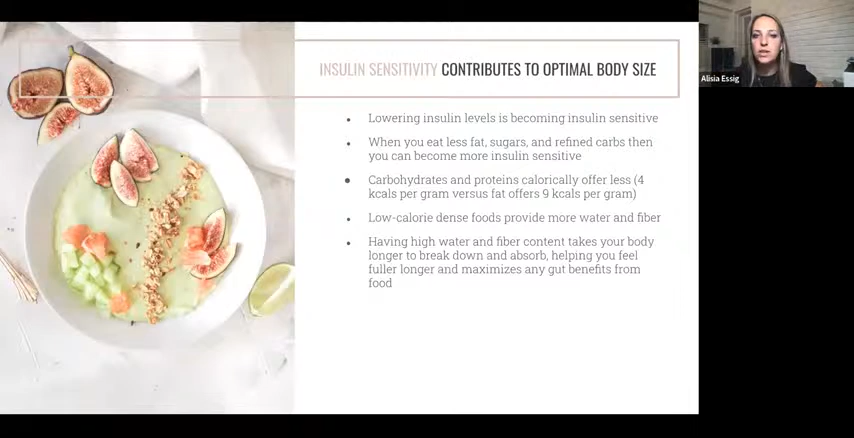 INSULIN SENSITIVITY CONTRIBUTES TO OPTIMAL BODY SIZE
Alisia Essig
• Lowering insulin levels is becoming insulin sensitive
• When you eat less fat, sugars, and refined carbs then
you can become more insulin sensitive
• Carbohydrates and proteins calorically offer less (4
kcals per gram versus fat offers 9 kcals per gram)
• Low-calorie dense foods provide more water and fiber
• Having high water and fiber content takes your body
longer to break down and absorb, helping you feel
fuller longer and maximizes any gut benefits from
food